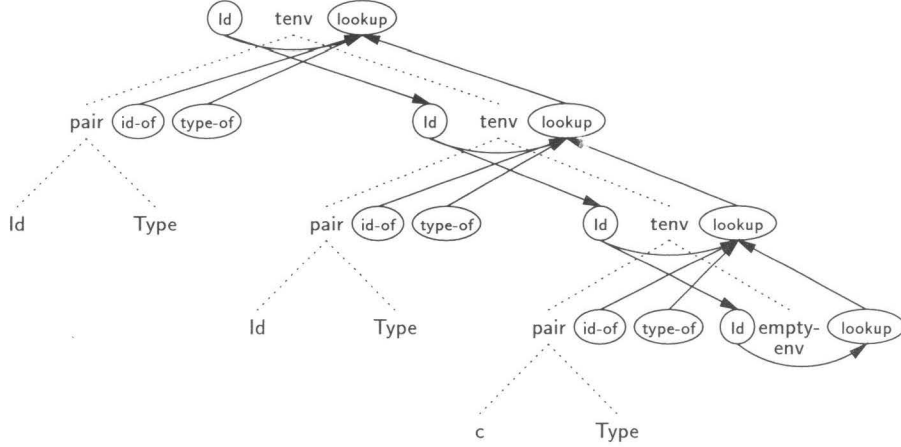 Id tenv lookup
pair id-of type-of Id tenv lookup
Id Type pair id-of type-of Id tenv lookup
Id Type pair id-of type-of Id empty- lookup
env
c Type